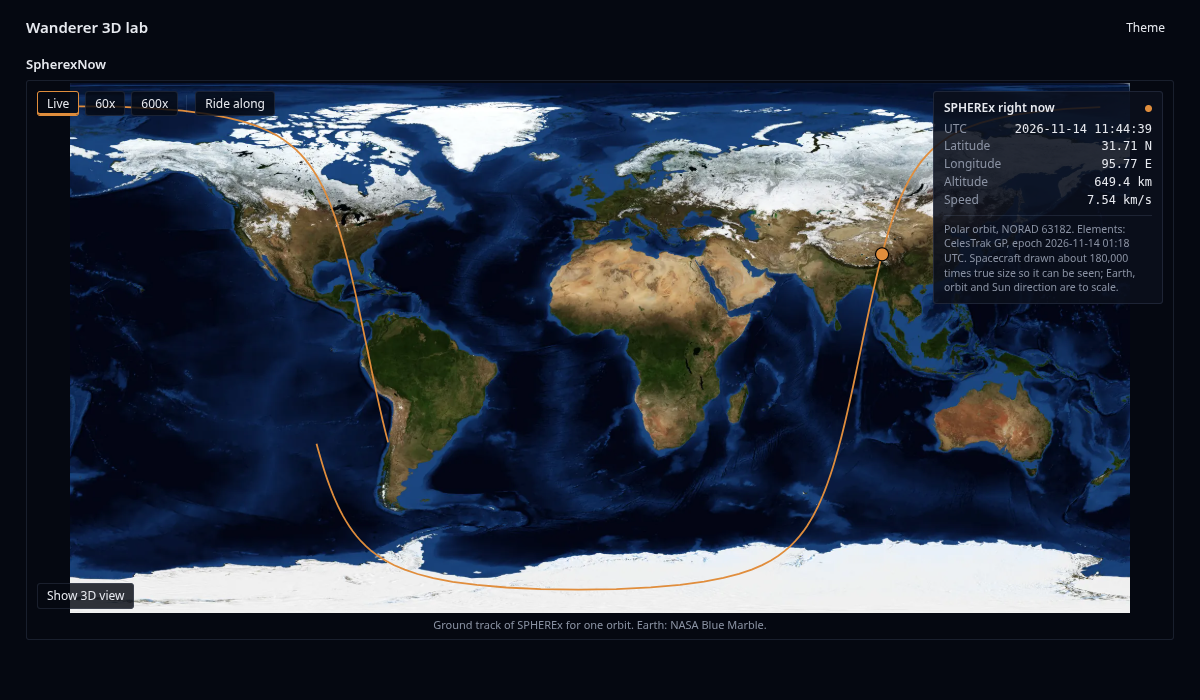 Wanderer 3D lab
Theme
SpherexNow
Live
60x
600x
Ride along
SPHEREx right now
UTC 2026-11-14 11:44:39
Latitude 31.71 N
Longitude 95.77 E
Altitude 649.4 km
Speed 7.54 km/s
Polar orbit, NORAD 63182. Elements:
CelesTrak GP, epoch 2026-11-14 01:18
UTC. Spacecraft drawn about 180,000
times true size so it can be seen; Earth,
orbit and Sun direction are to scale.
Show 3D view
Ground track of SPHEREx for one orbit. Earth: NASA Blue Marble.